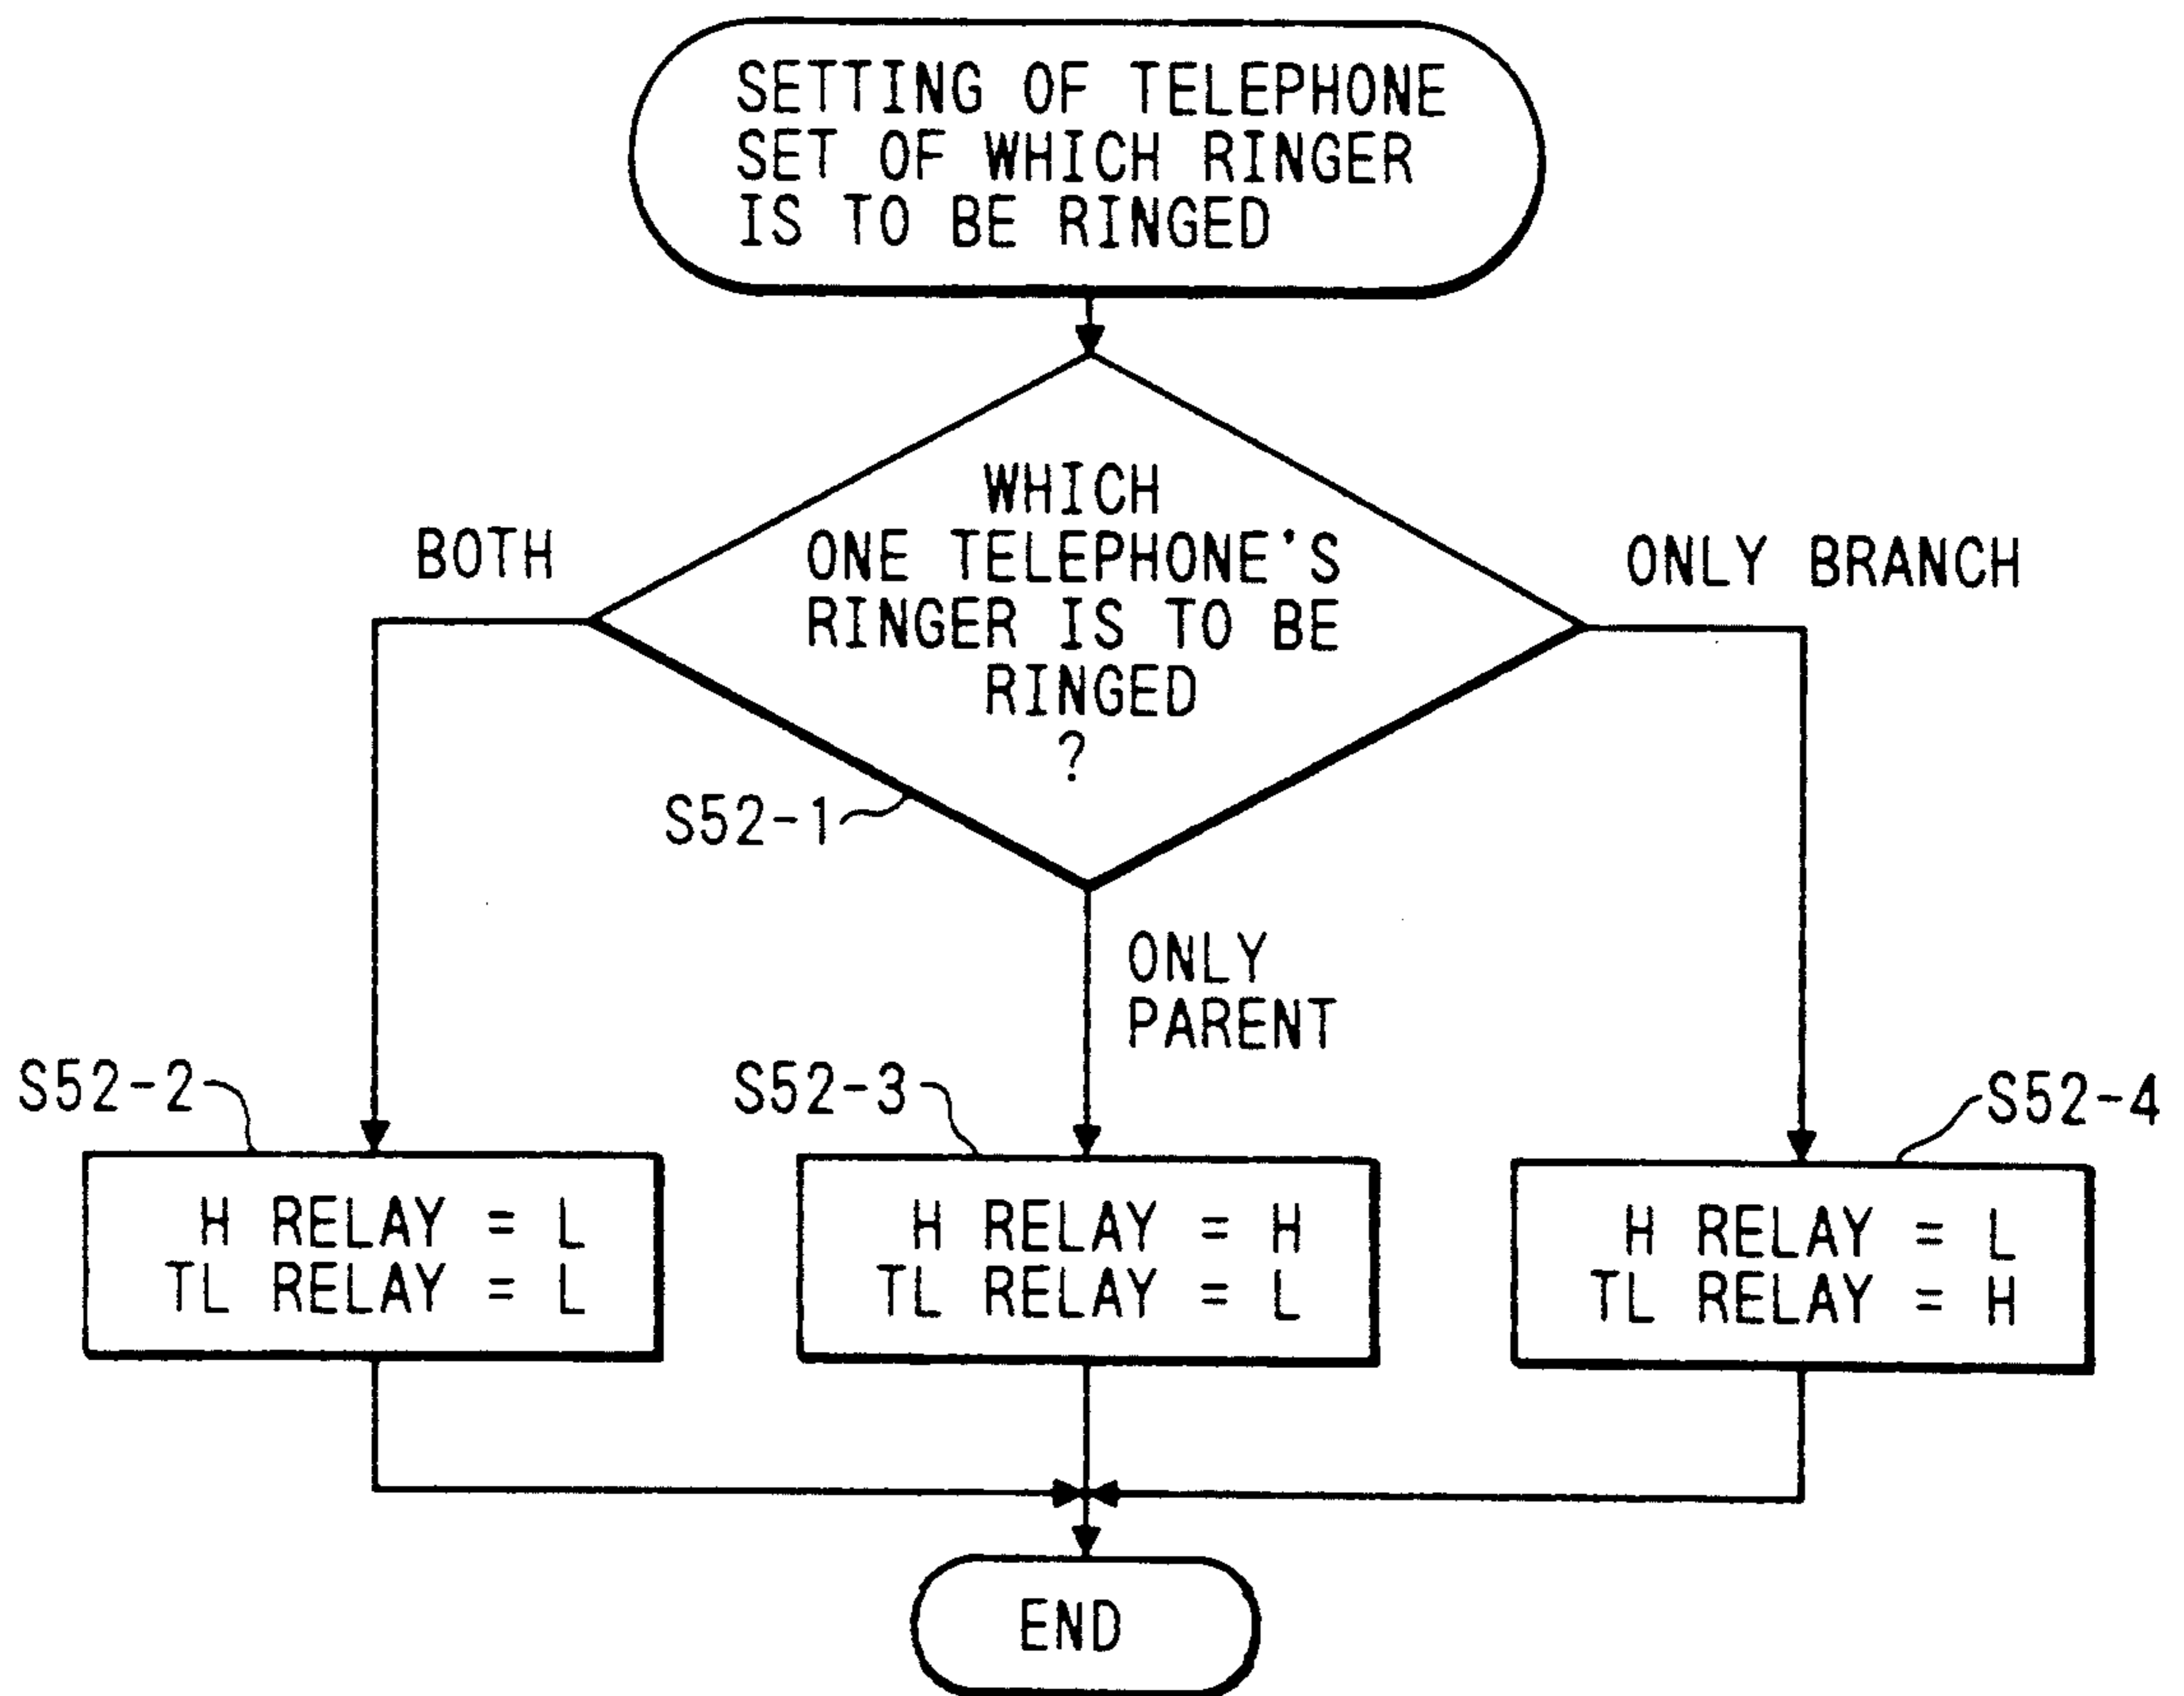 SETTING OF TELEPHONE
SET OF WHICH RINGER
IS TO BE RINGED
WHICH
ONE TELEPHONE'S
RINGER IS TO BE
RINGED
?
BOTH
ONLY BRANCH
S52-1
ONLY
PARENT
S52-2
S52-3
S52-4
H RELAY = L
TL RELAY = L
H RELAY = H
TL RELAY = L
H RELAY = L
TL RELAY = H
END